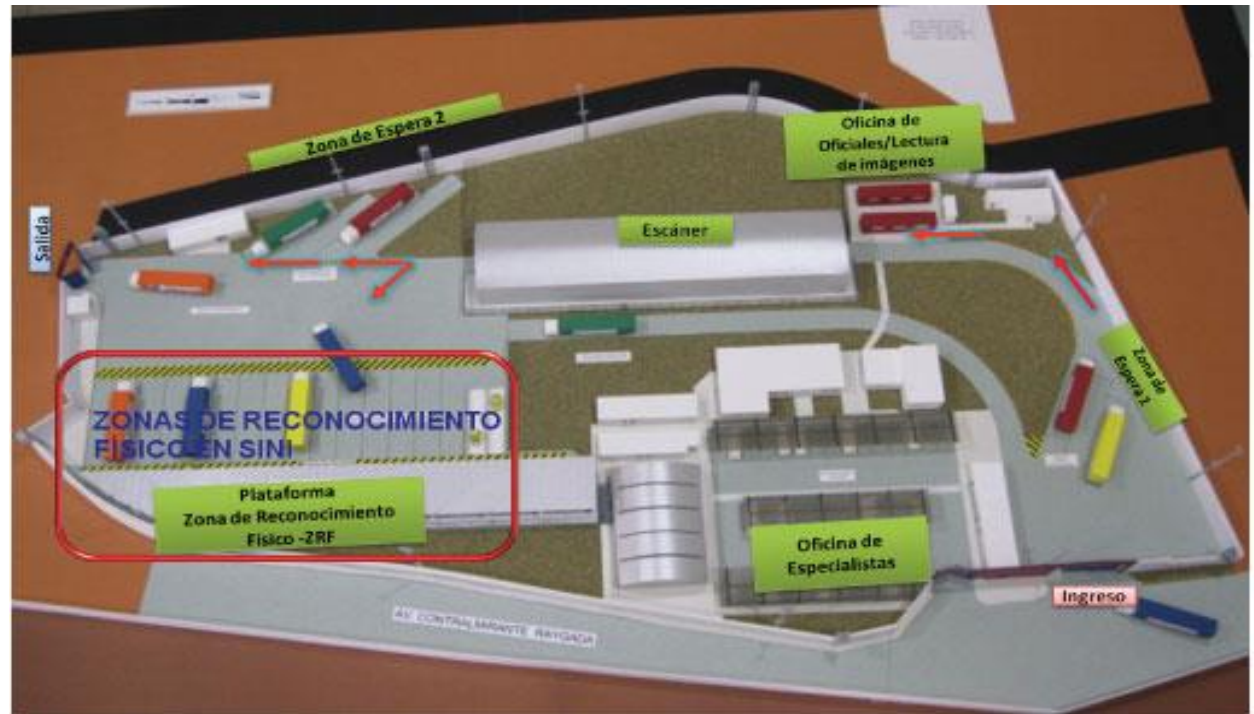 Zona de Espera 2
Oficina de
Oficiales/Lectura
de imágenes
Salida
Escáner
Zona de
Espera 1
ZONAS DE RECONOCIMIENTO
FISICO EN SINI
Plataforma
Zona de Reconocimiento
Físico -ZRF
Oficina de
Especialistas
Ingreso
AV. CONTRALMIRANTE RAYGADA